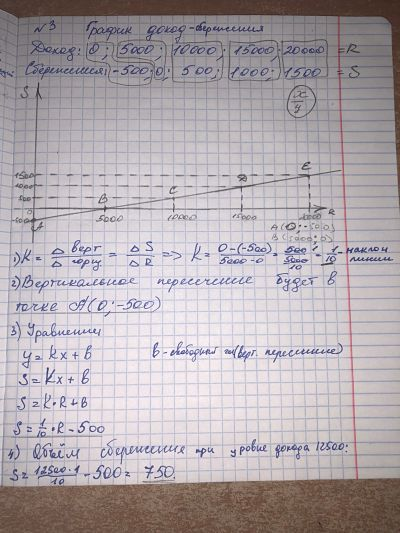 №3 График доход-сбережения
Доход: 0; 5000; 10000; 15000; 20000 = R
Сбережения: -500; 0; 500; 1000; 1500 = S
S
x/y
1500
1000
500
-500
A B C D E
5000 10000 15000 R
A(0; -500)
B(5000; 0)
1) K = Δ верт / Δ гориз = ΔS / ΔR => K = 0-(-500) / 5000-0 = 500 / 5000 = 1/10 - наклон линии
2) Вертикальное пересечение будет в
точке A(0; -500)
3) Уравнения
y = kx + b b - свободный (верт. пересечение)
S = Kx + b
S = K·R + b
S = 1/10 · R - 500
4) Объём сбережение при уровне дохода 12500:
S = 12500·1 / 10 - 500 = 750